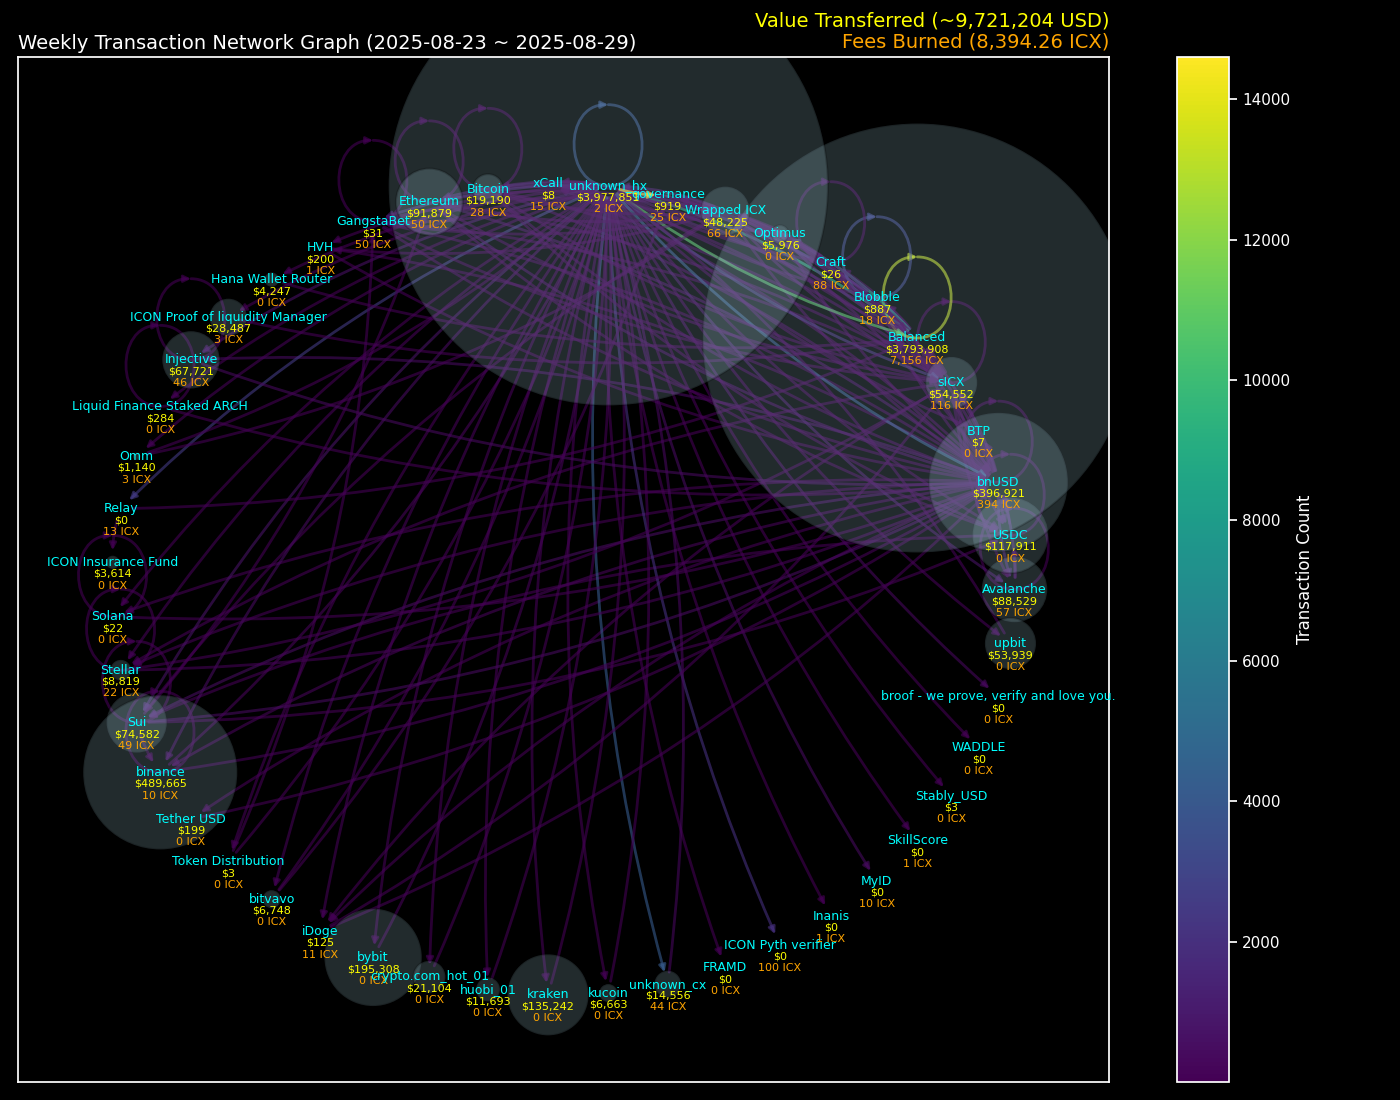 Value Transferred (~9,721,204 USD)
Weekly Transaction Network Graph (2025-08-23 ~ 2025-08-29)
Fees Burned (8,394.26 ICX)
unknown_hx
$3,977,851
2 ICX
governance
$919
25 ICX
Wrapped ICX
$48,225
66 ICX
Optimus
$5,976
0 ICX
Craft
$26
88 ICX
Blobble
$887
18 ICX
Balanced
$3,793,908
7,156 ICX
sICX
$54,552
116 ICX
BTP
$7
0 ICX
bnUSD
$396,921
394 ICX
USDC
$117,911
0 ICX
Avalanche
$88,529
57 ICX
upbit
$53,939
0 ICX
broof - we prove, verify and love you.
$0
0 ICX
WADDLE
$0
0 ICX
Stably_USD
$3
0 ICX
SkillScore
$0
1 ICX
MyID
$0
10 ICX
Inanis
$0
1 ICX
ICON Pyth verifier
$0
100 ICX
FRAMD
$0
0 ICX
unknown_cx
$14,556
44 ICX
kucoin
$6,663
0 ICX
kraken
$135,242
0 ICX
huobi_01
$11,693
0 ICX
crypto.com_hot_01
$21,104
0 ICX
bybit
$195,308
0 ICX
iDoge
$125
11 ICX
bitvavo
$6,748
0 ICX
Token Distribution
$3
0 ICX
Tether USD
$199
0 ICX
binance
$489,665
10 ICX
Sui
$74,582
49 ICX
Stellar
$8,819
22 ICX
Solana
$22
0 ICX
ICON Insurance Fund
$3,614
0 ICX
Relay
$0
13 ICX
Omm
$1,140
3 ICX
Liquid Finance Staked ARCH
$284
0 ICX
Injective
$67,721
46 ICX
ICON Proof of liquidity Manager
$28,487
3 ICX
Hana Wallet Router
$4,247
0 ICX
HVH
$200
1 ICX
GangstaBet
$31
50 ICX
Ethereum
$91,879
50 ICX
Bitcoin
$19,190
28 ICX
xCall
$8
15 ICX
14000
12000
10000
8000
6000
4000
2000
Transaction Count